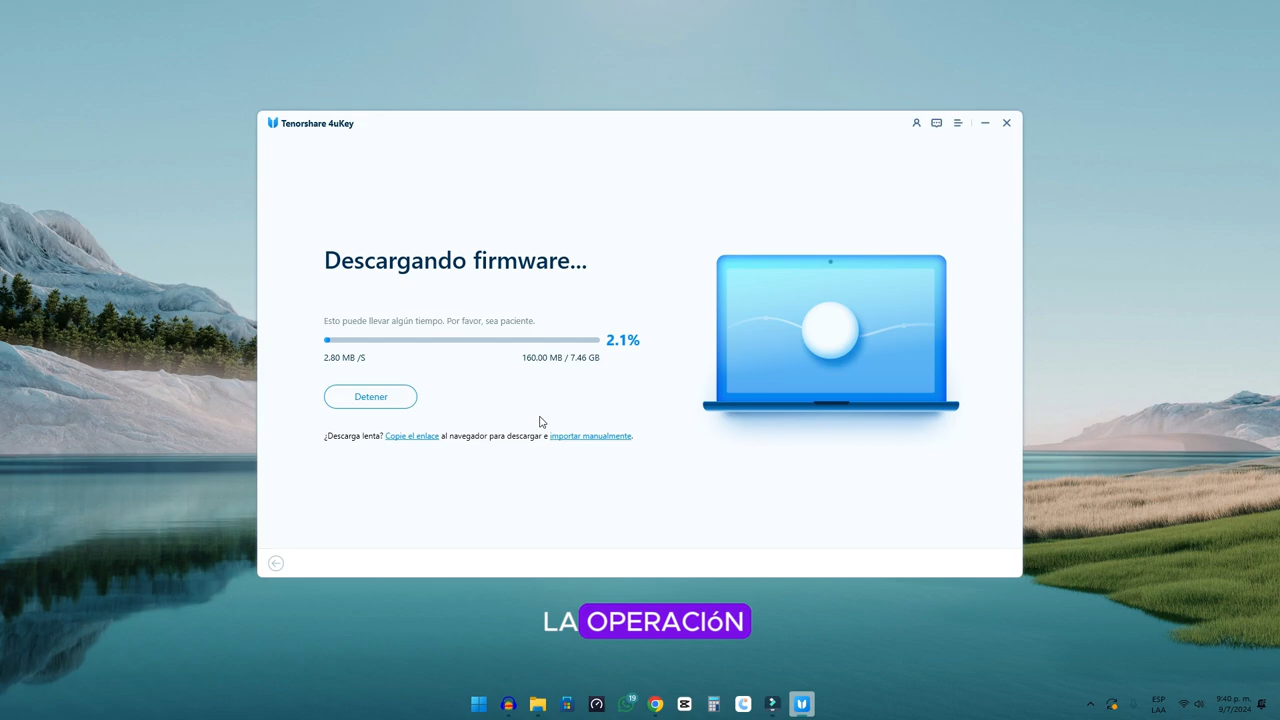 Tenorshare 4uKey
Descargando firmware...
Esto puede llevar algún tiempo. Por favor, sea paciente.
2.1%
2.80 MB /S
160.00 MB / 7.46 GB
Detener
¿Descarga lenta? Copie el enlace al navegador para descargar e importar manualmente.
LA OPERACIóN
19
ESP
LAA
9:40 p. m.
9/7/2024